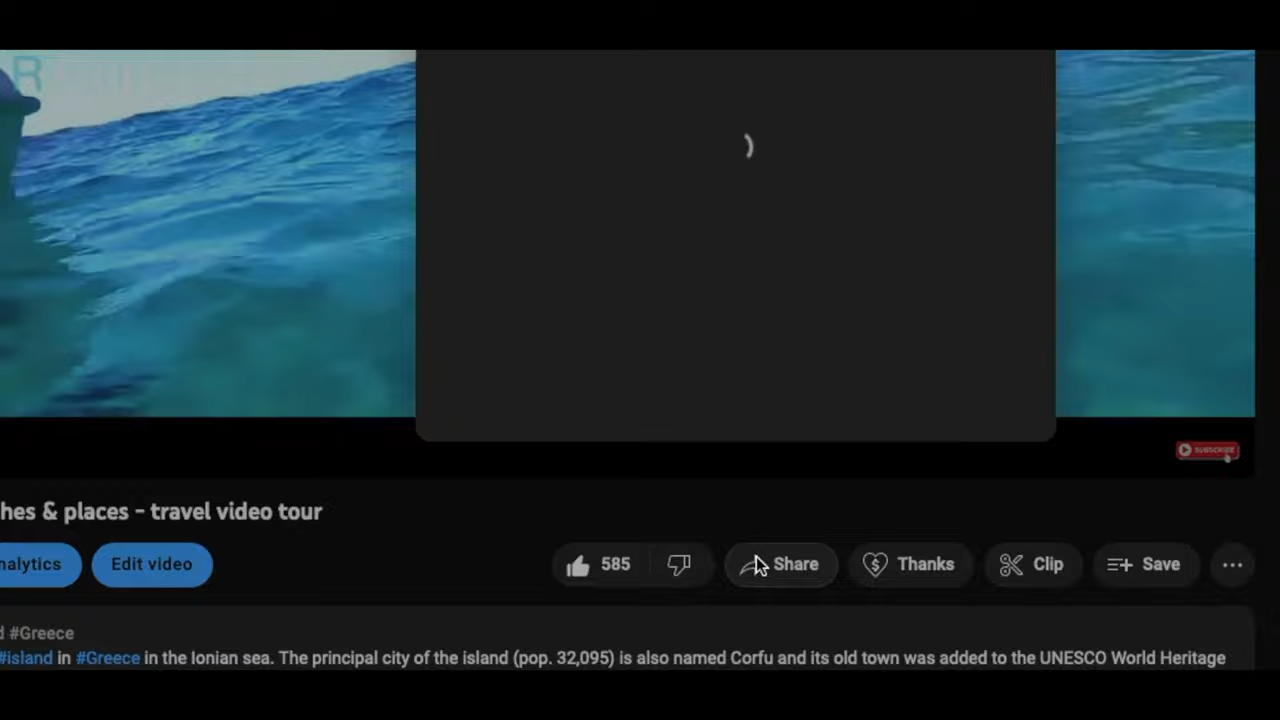 SUBSCRIBE
hes & places - travel video tour
nalytics
Edit video
585
Share
Thanks
Clip
Save
d #Greece
#island in #Greece in the Ionian sea. The principal city of the island (pop. 32,095) is also named Corfu and its old town was added to the UNESCO World Heritage